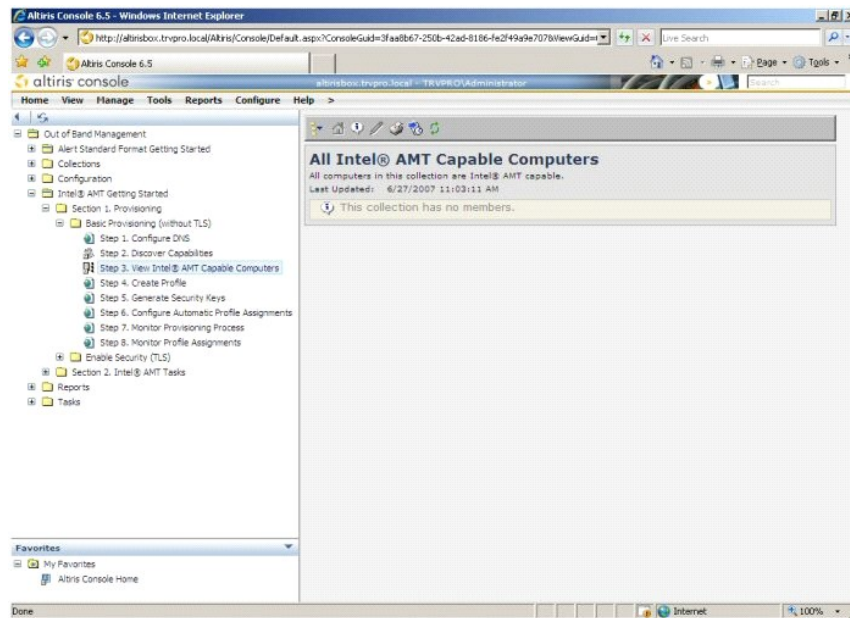 Altiris Console 6.5 - Windows Internet Explorer
http://altirisbox.trvpro.local/Altiris/Console/Default.aspx?ConsoleGuid=3faa8b67-250b-42ad-8186-fe2f49a9e707&ViewGuid=
Live Search
Altiris Console 6.5
Page
Tools
altiris console
altirisbox.trvpro.local - TRVPRO\Administrator
Search
Home View Manage Tools Reports Configure Help >
Out of Band Management
Alert Standard Format Getting Started
Collections
Configuration
Intel® AMT Getting Started
Section 1. Provisioning
Basic Provisioning (without TLS)
Step 1. Configure DNS
Step 2. Discover Capabilities
Step 3. View Intel® AMT Capable Computers
Step 4. Create Profile
Step 5. Generate Security Keys
Step 6. Configure Automatic Profile Assignments
Step 7. Monitor Provisioning Process
Step 8. Monitor Profile Assignments
Enable Security (TLS)
Section 2. Intel® AMT Tasks
Reports
Tasks
All Intel® AMT Capable Computers
All computers in this collection are Intel® AMT capable.
Last Updated: 6/27/2007 11:03:11 AM
This collection has no members.
Favorites
My Favorites
Altiris Console Home
Done
Internet
100%